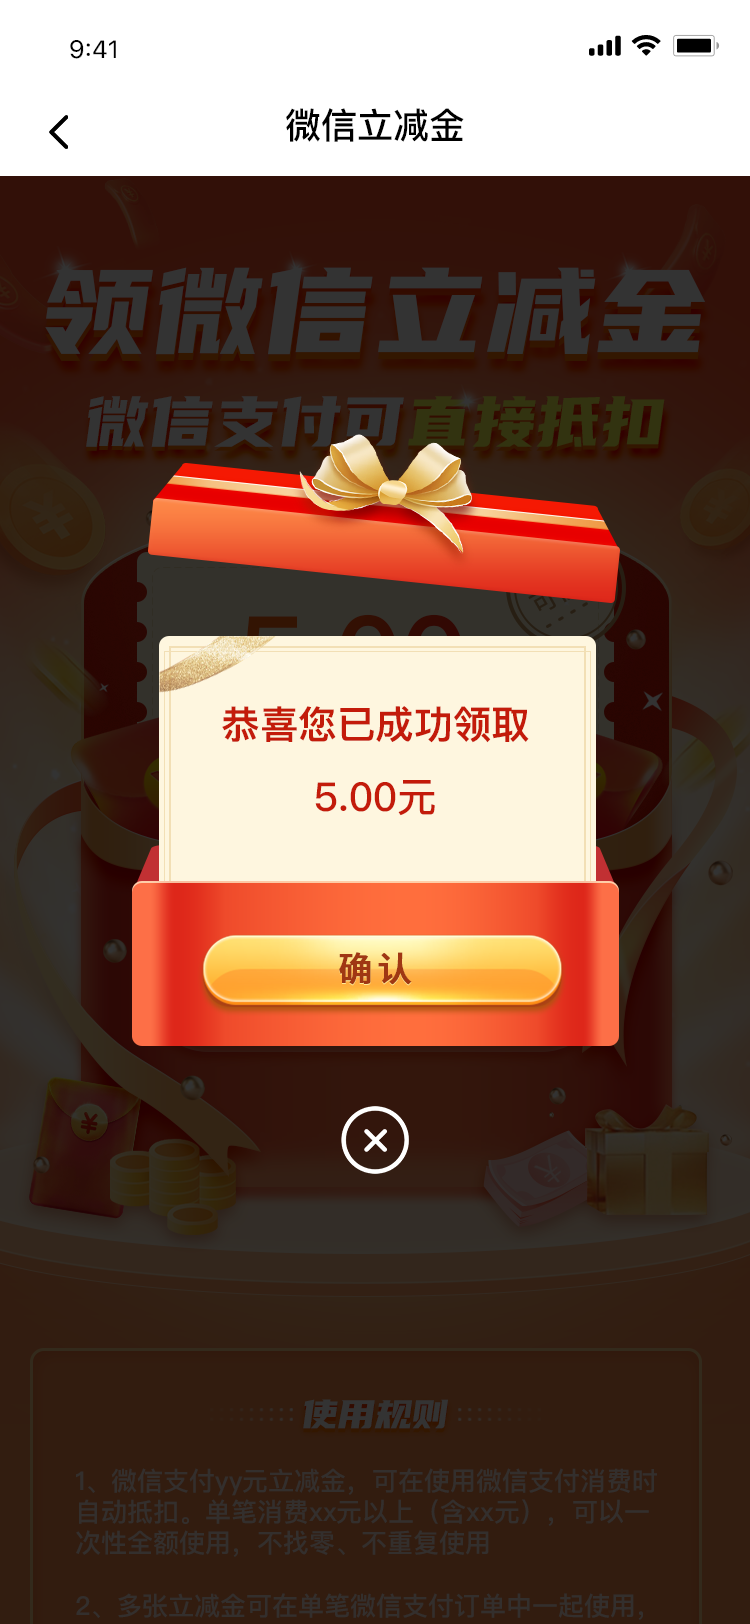 9:41
微信立减金
领微信立减金
微信支付可直接抵扣
5.00
恭喜您已成功领取
5.00元
确认
使用规则
1、微信支付yy元立减金，可在使用微信支付消费时
自动抵扣。单笔消费xx元以上（含xx元），可以一
次性全额使用，不找零、不重复使用
2、多张立减金可在单笔微信支付订单中一起使用，